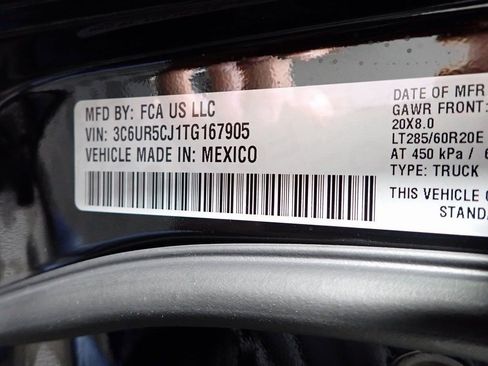 MFD BY: FCA US LLC
VIN: 3C6UR5CJ1TG167905
VEHICLE MADE IN: MEXICO
DATE OF MFR
GAWR FRONT:
20X8.0
LT285/60R20E
AT 450 kPa /
TYPE: TRUCK
THIS VEHICLE
STANDA